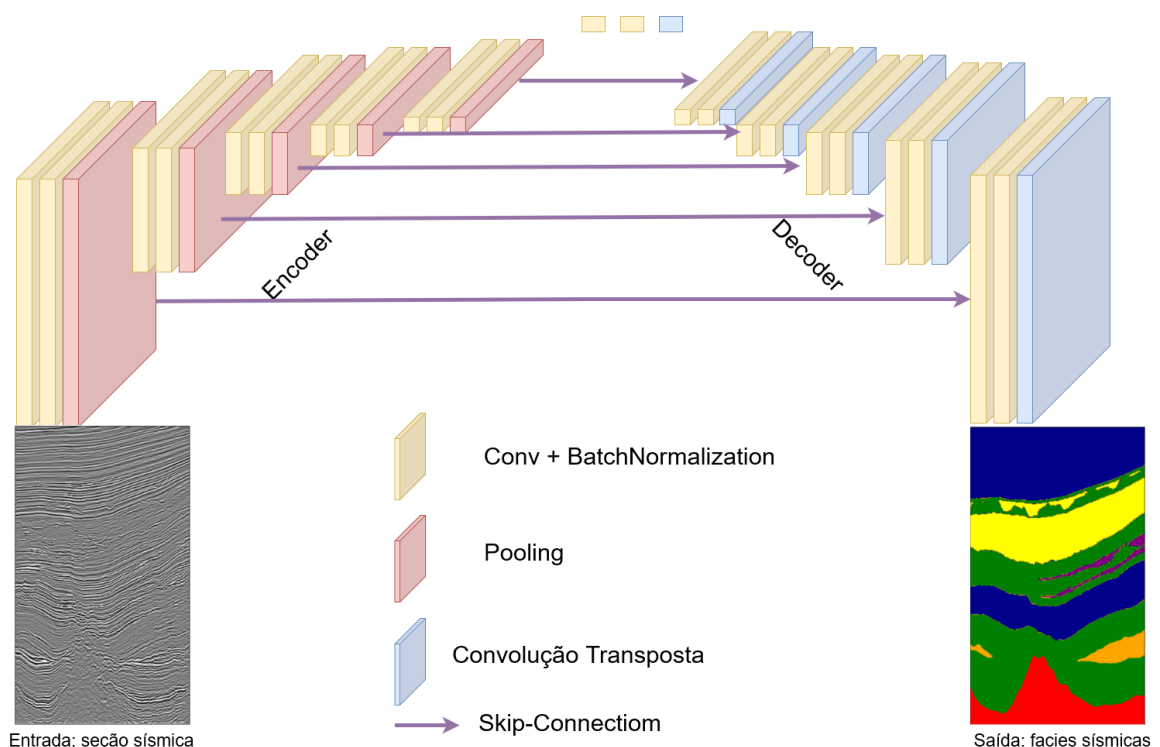 Encoder
Decoder
Conv + BatchNormalization
Pooling
Convolução Transposta
Skip-Connectiom
Entrada: secão sísmica
Saída: facies sísmicas